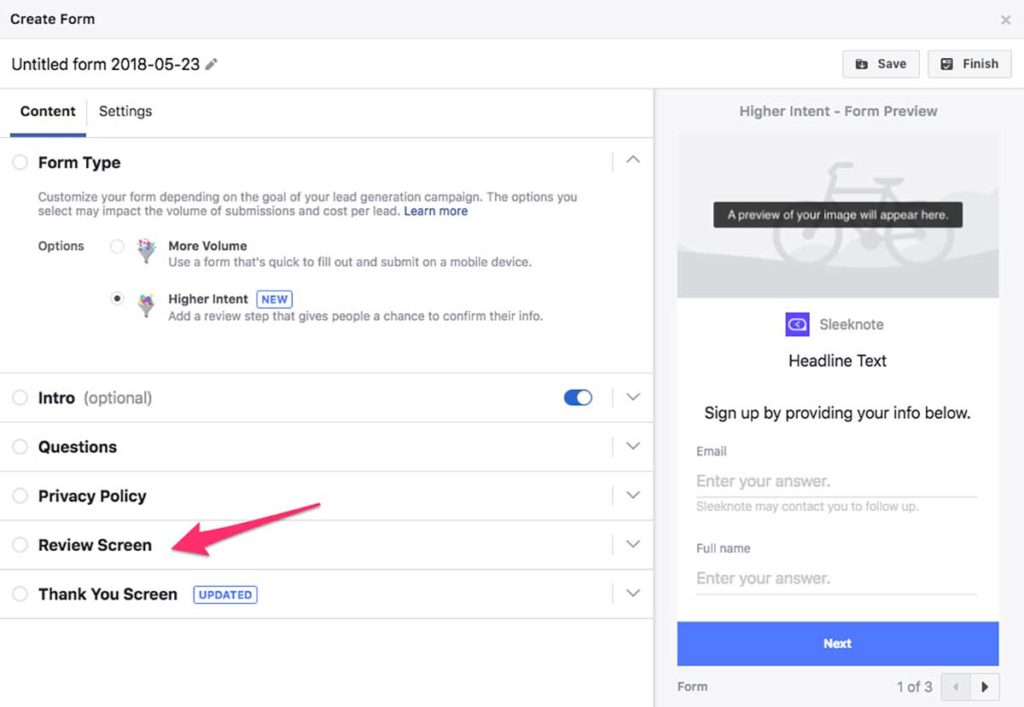 Create Form
Untitled form 2018-05-23
Save
Finish
Content
Settings
Form Type
Customize your form depending on the goal of your lead generation campaign. The options you
select may impact the volume of submissions and cost per lead. Learn more
Options
More Volume
Use a form that's quick to fill out and submit on a mobile device.
Higher Intent NEW
Add a review step that gives people a chance to confirm their info.
Intro (optional)
Questions
Privacy Policy
Review Screen
Thank You Screen UPDATED
Higher Intent - Form Preview
A preview of your image will appear here.
Sleeknote
Headline Text
Sign up by providing your info below.
Email
Enter your answer.
Sleeknote may contact you to follow up.
Full name
Enter your answer.
Next
Form
1 of 3